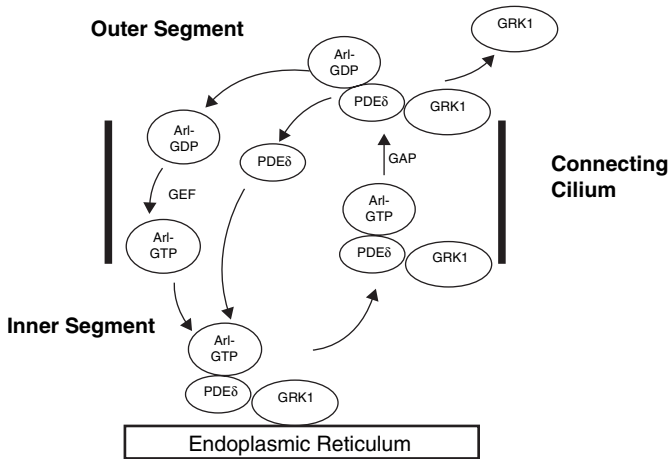 Outer Segment
GRK1
Arl-
GDP
PDEδ
GRK1
Arl-
GDP
PDEδ
GAP
Connecting
Cilium
GEF
Arl-
GTP
Arl-
GTP
PDEδ
GRK1
Inner Segment
Arl-
GTP
PDEδ
GRK1
Endoplasmic Reticulum